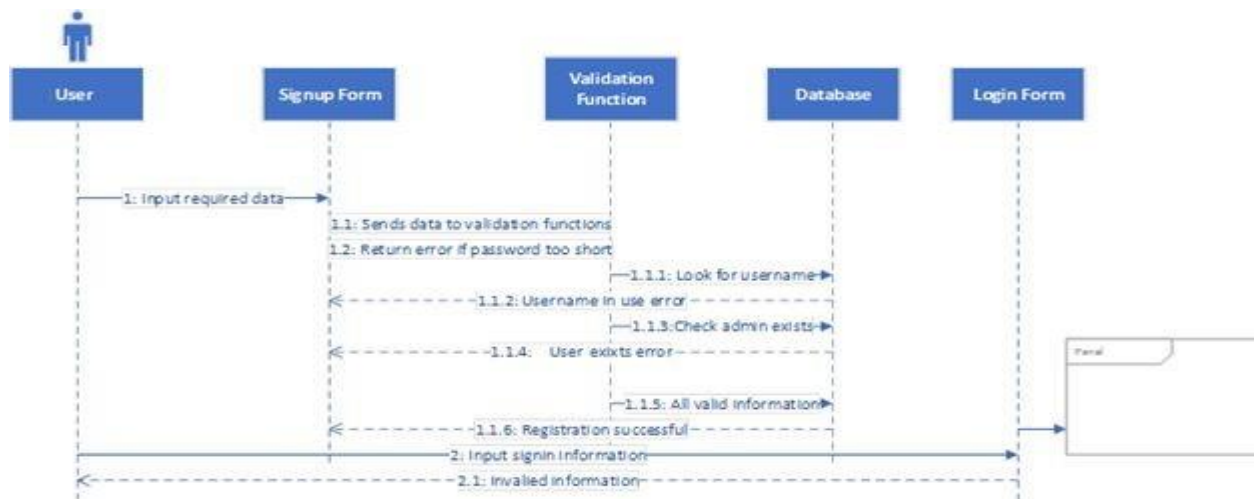 User
Signup Form
Validation
Function
Database
Login Form
1: Input required data
1.1: Sends data to validation functions
1.2: Return error if password too short
1.1.1: Look for username
1.1.2: Username in use error
1.1.3:Check admin exists
1.1.4: User exixts error
1.1.5: All valid information
1.1.6: Registration successful
2: Input signin information
2.1: Invalied information